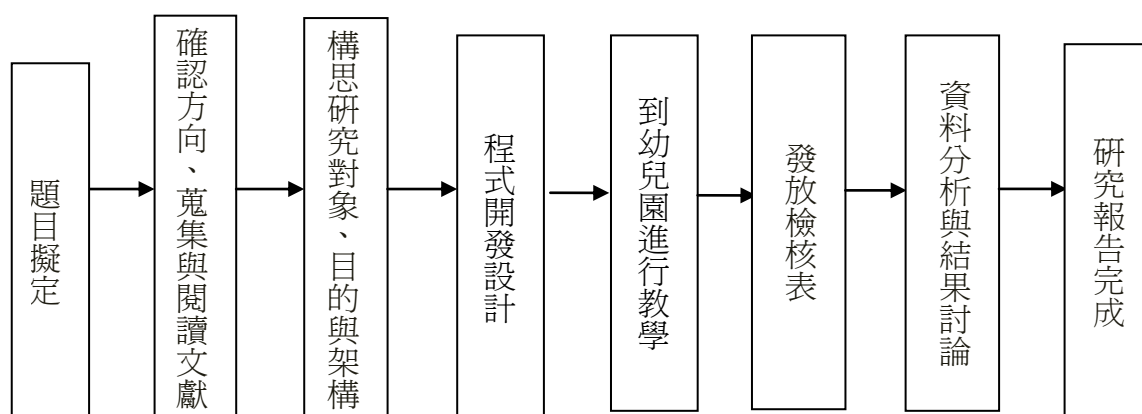 題目擬定
確認方向、蒐集與閱讀文獻
構思研究對象、目的與架構
程式開發設計
到幼兒園進行教學
發放檢核表
資料分析與結果討論
研究報告完成